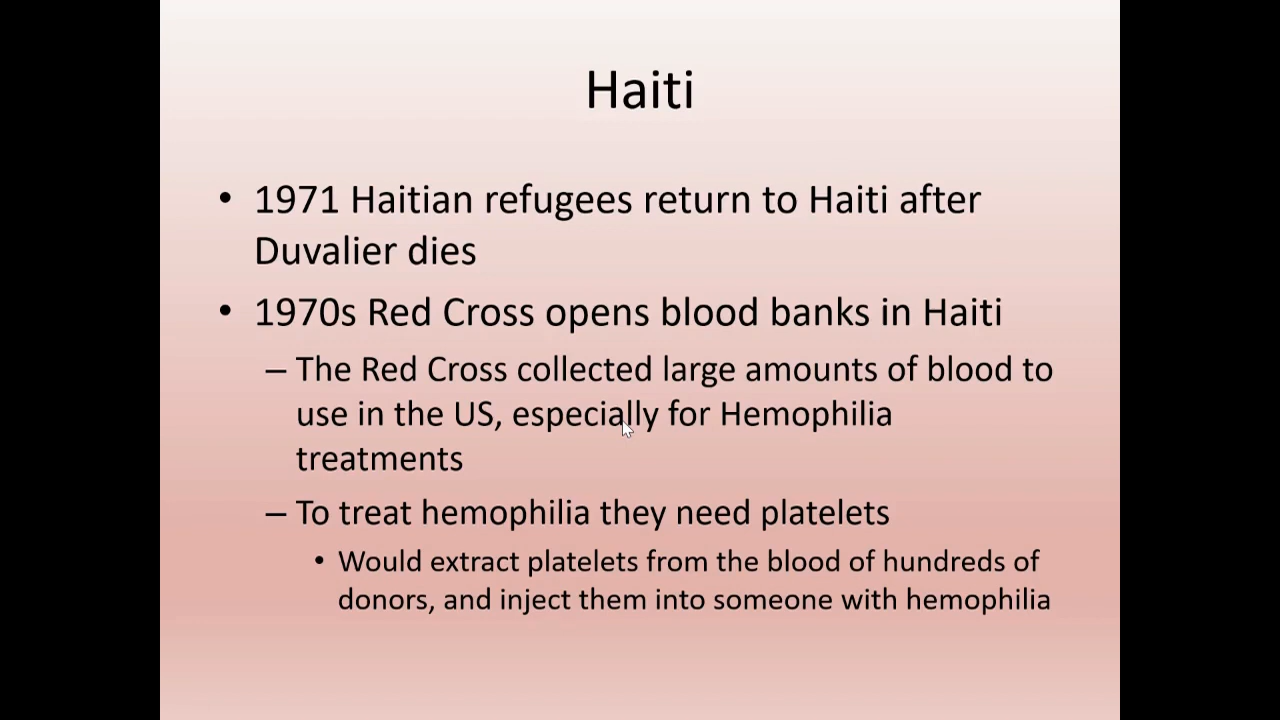 Haiti
• 1971 Haitian refugees return to Haiti after
Duvalier dies
• 1970s Red Cross opens blood banks in Haiti
– The Red Cross collected large amounts of blood to
use in the US, especially for Hemophilia
treatments
– To treat hemophilia they need platelets
• Would extract platelets from the blood of hundreds of
donors, and inject them into someone with hemophilia